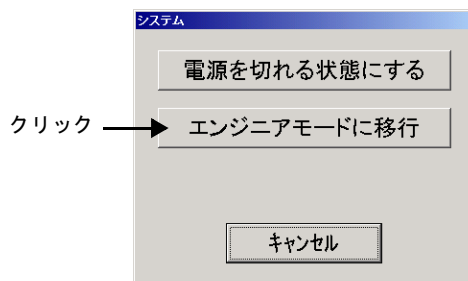 システム
電源を切れる状態にする
クリック
エンジニアモードに移行
キャンセル